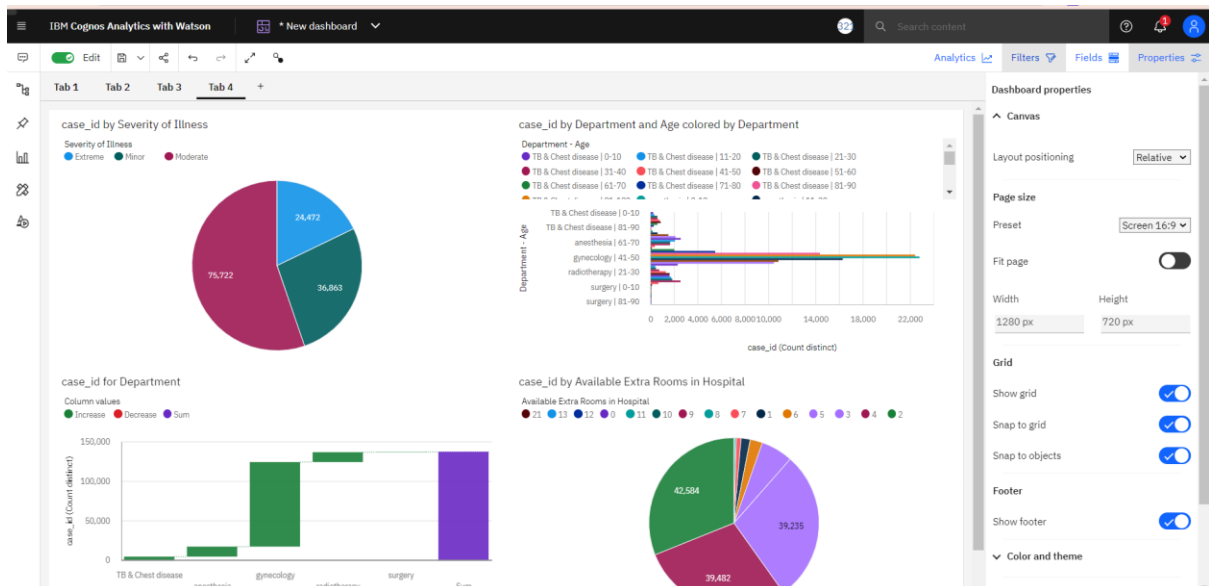 IBM Cognos Analytics with Watson
* New dashboard
Search content
1
Edit
Analytics
Filters
Fields
Properties
Tab 1 Tab 2 Tab 3 Tab 4 +
case_id by Severity of Illness
Severity of Illness
Extreme Minor Moderate
24,472
75,722
36,863
case_id by Department and Age colored by Department
Department - Age
TB & Chest disease | 0-10 TB & Chest disease | 11-20 TB & Chest disease | 21-30
TB & Chest disease | 31-40 TB & Chest disease | 41-50 TB & Chest disease | 51-60
TB & Chest disease | 61-70 TB & Chest disease | 71-80 TB & Chest disease | 81-90
Department - Age
TB & Chest disease | 0-10
TB & Chest disease | 81-90
anesthesia | 61-70
gynecology | 41-50
radiotherapy | 21-30
surgery | 0-10
surgery | 81-90
0 2,000 4,000 6,000 8,000 10,000 14,000 18,000 22,000
case_id (Count distinct)
case_id for Department
Column values
Increase Decrease Sum
case_id (Count distinct)
150,000
100,000
50,000
0
TB & Chest disease gynecology surgery
case_id by Available Extra Rooms in Hospital
Available Extra Rooms in Hospital
21 13 12 0 11 10 9 8 7 1 6 5 3 4 2
42,584
39,235
39,482
Dashboard properties
Canvas
Layout positioning Relative
Page size
Preset Screen 16:9
Fit page
Width Height
1280 px 720 px
Grid
Show grid
Snap to grid
Snap to objects
Footer
Show footer
Color and theme